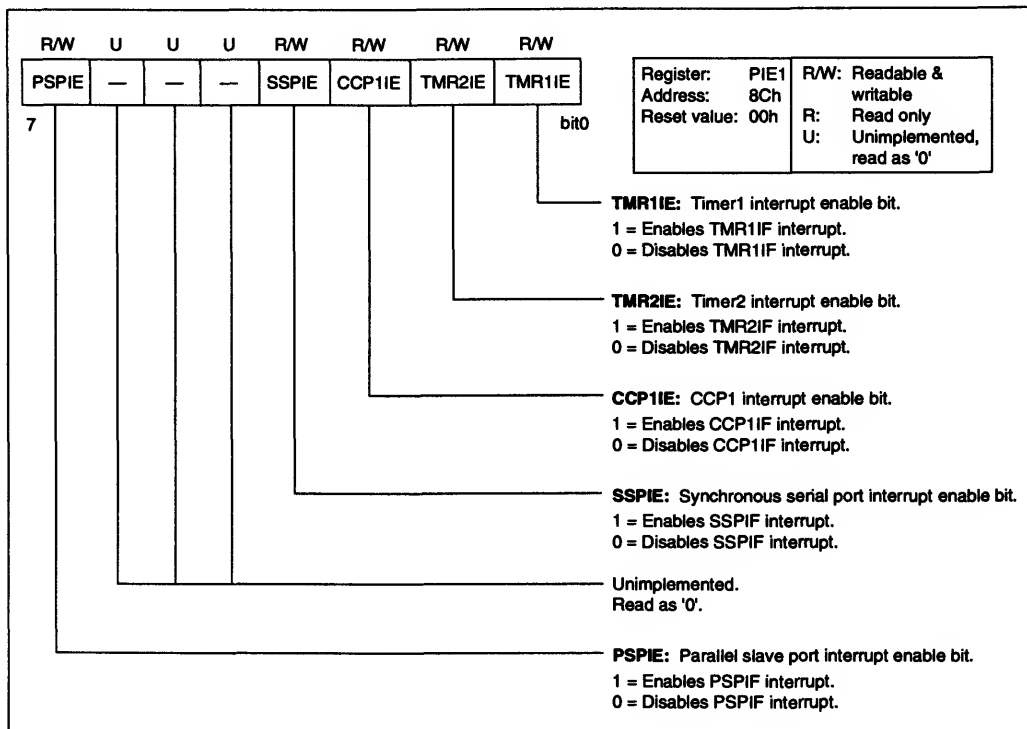 R/W U U U R/W R/W R/W R/W
PSPIE — — — SSPIE CCP1IE TMR2IE TMR1IE
7 bit0
Register: PIE1
Address: 8Ch
Reset value: 00h
R/W: Readable &
writable
R: Read only
U: Unimplemented,
read as '0'
TMR1IE: Timer1 interrupt enable bit.
1 = Enables TMR1IF interrupt.
0 = Disables TMR1IF interrupt.
TMR2IE: Timer2 interrupt enable bit.
1 = Enables TMR2IF interrupt.
0 = Disables TMR2IF interrupt.
CCP1IE: CCP1 interrupt enable bit.
1 = Enables CCP1IF interrupt.
0 = Disables CCP1IF interrupt.
SSPIE: Synchronous serial port interrupt enable bit.
1 = Enables SSPIF interrupt.
0 = Disables SSPIF interrupt.
Unimplemented.
Read as '0'.
PSPIE: Parallel slave port interrupt enable bit.
1 = Enables PSPIF interrupt.
0 = Disables PSPIF interrupt.